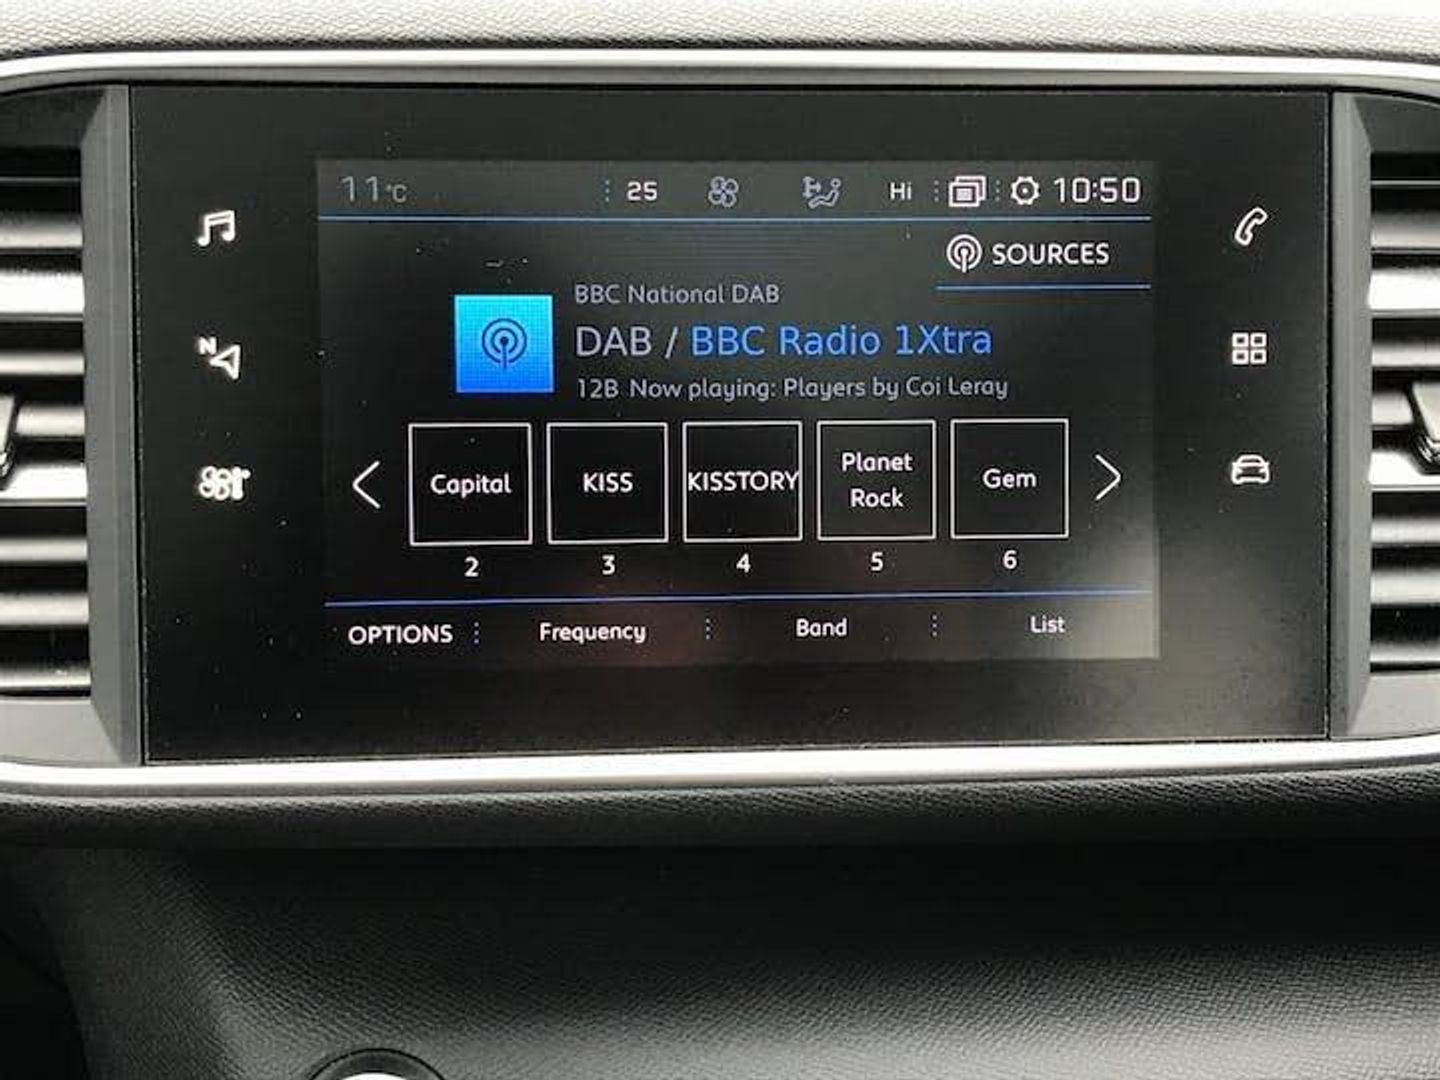 11°C 25 Hi 10:50
SOURCES
BBC National DAB
DAB / BBC Radio 1Xtra
12B Now playing: Players by Coi Leray
N
Capital KISS KISSTORY Planet Rock Gem
2 3 4 5 6
OPTIONS Frequency Band List